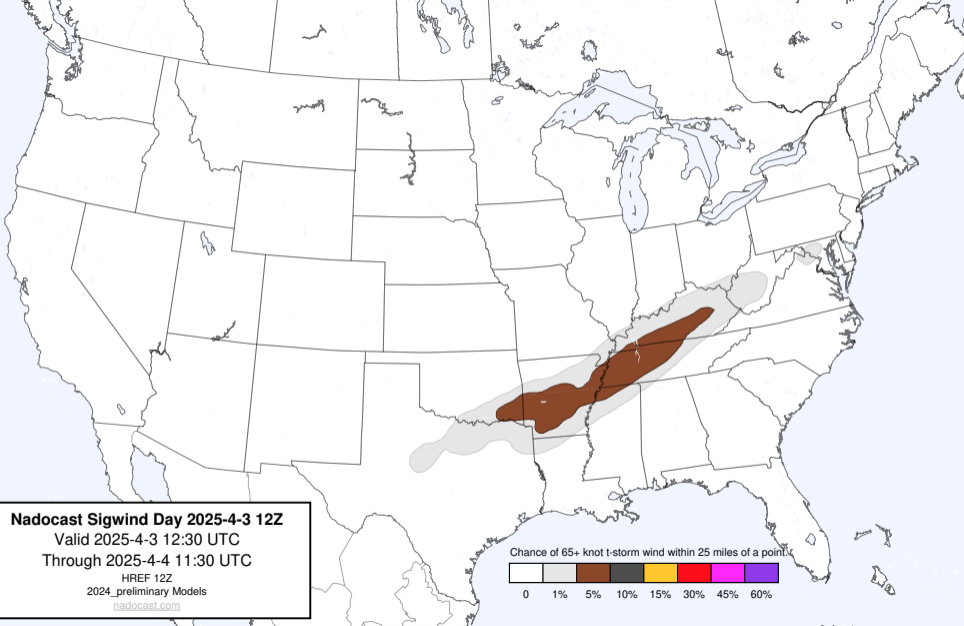 Nadocast Sigwind Day 2025-4-3 12Z
Valid 2025-4-3 12:30 UTC
Through 2025-4-4 11:30 UTC
HREF 12Z
2024_preliminary Models
nadocast.com
Chance of 65+ knot t-storm wind within 25 miles of a point.
0 1% 5% 10% 15% 30% 45% 60%